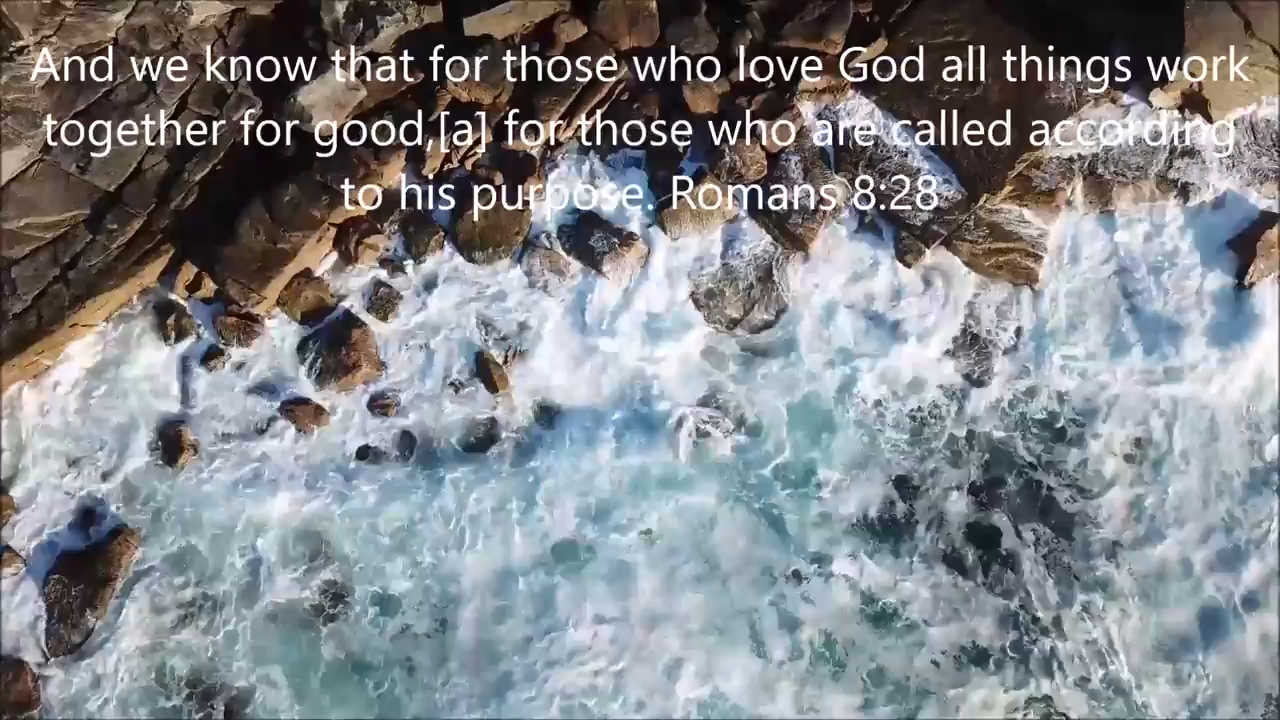 And we know that for those who love God all things work
together for good,[a] for those who are called according
to his purpose. Romans 8:28